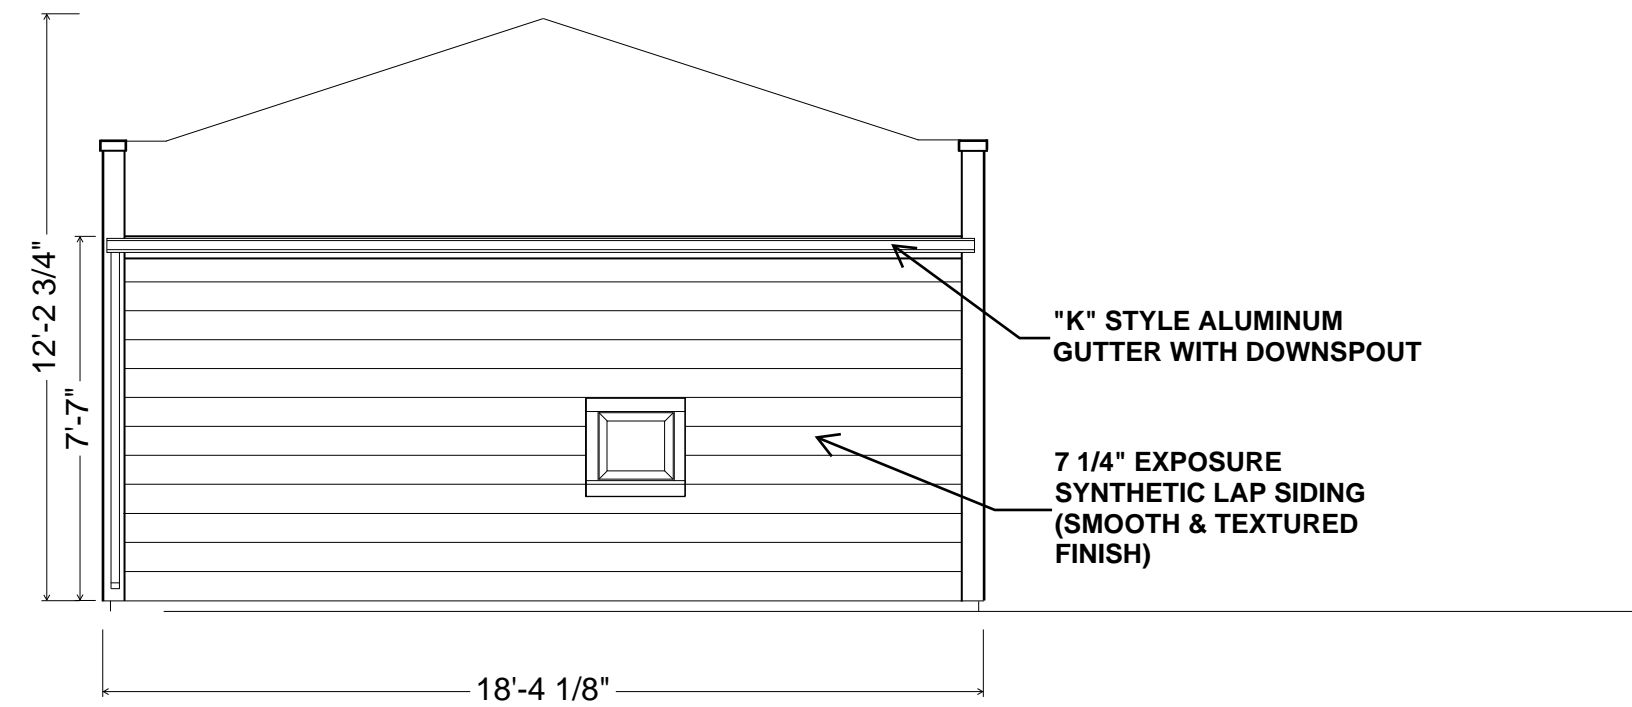 12'-2 3/4"
7'-7"
"K" STYLE ALUMINUM
GUTTER WITH DOWNSPOUT
7 1/4" EXPOSURE
SYNTHETIC LAP SIDING
(SMOOTH & TEXTURED
FINISH)
18'-4 1/8"